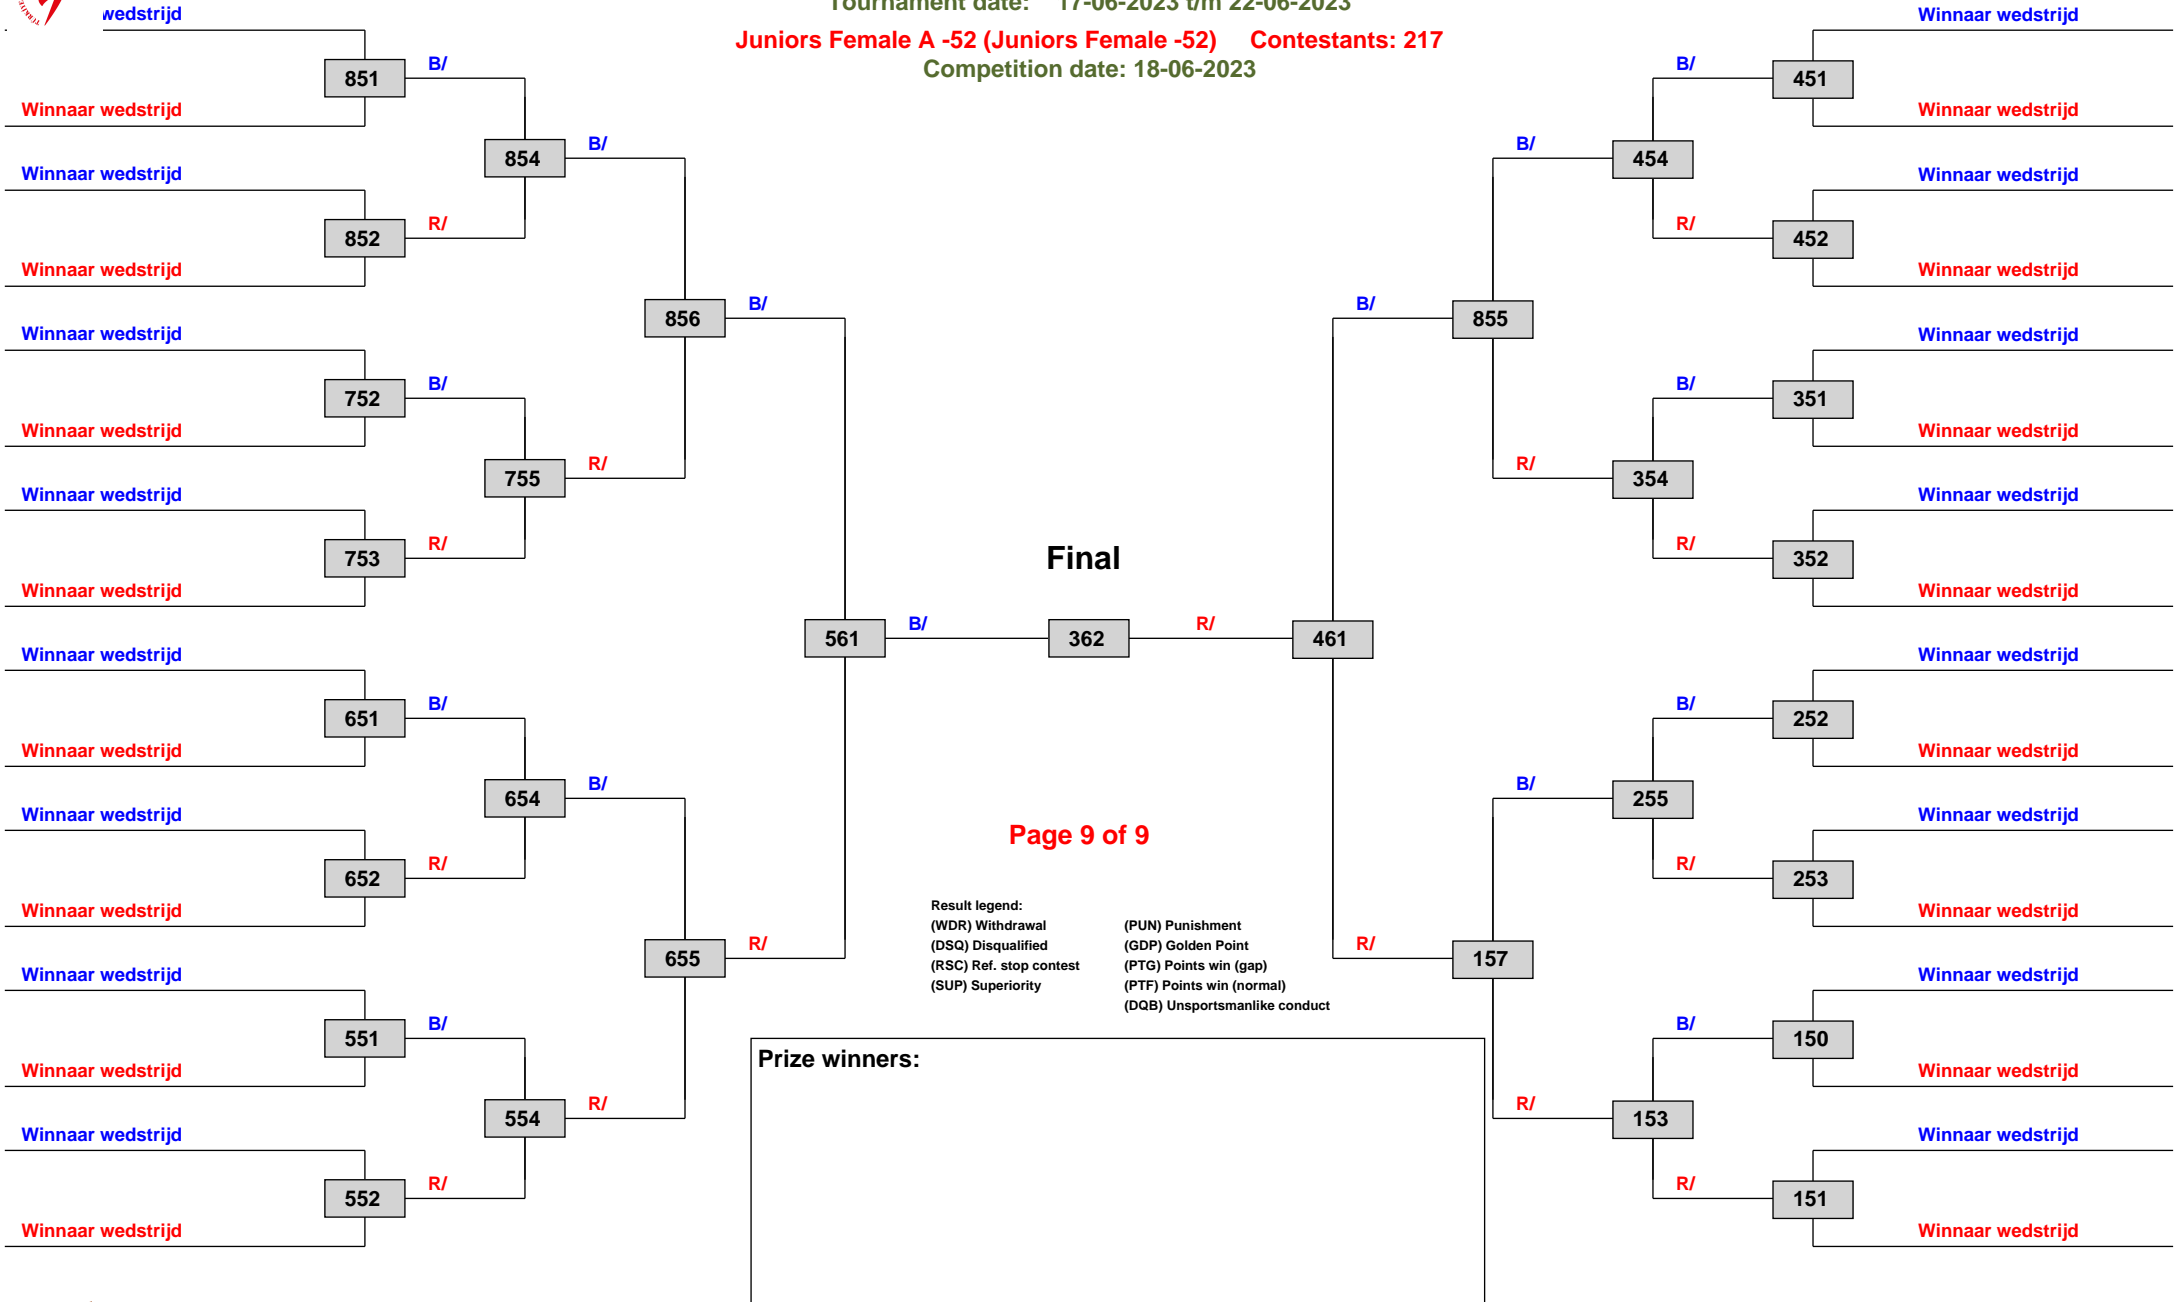 Tournament date: 17-06-2023 t/m 22-06-2023
Juniors Female A -52 (Juniors Female -52) Contestants: 217
Competition date: 18-06-2023
wedstrijd
851
B/
Winnaar wedstrijd
854
B/
Winnaar wedstrijd
852
R/
Winnaar wedstrijd
856
B/
Winnaar wedstrijd
752
B/
Winnaar wedstrijd
755
R/
Winnaar wedstrijd
753
R/
Winnaar wedstrijd
561
B/
Winnaar wedstrijd
651
B/
Winnaar wedstrijd
654
B/
Winnaar wedstrijd
652
R/
Winnaar wedstrijd
655
R/
Winnaar wedstrijd
551
B/
Winnaar wedstrijd
554
R/
Winnaar wedstrijd
552
R/
Winnaar wedstrijd
Final
362
R/
461
Winnaar wedstrijd
B/
451
Winnaar wedstrijd
B/
454
Winnaar wedstrijd
R/
452
Winnaar wedstrijd
B/
855
Winnaar wedstrijd
B/
351
Winnaar wedstrijd
R/
354
Winnaar wedstrijd
R/
352
Winnaar wedstrijd
Winnaar wedstrijd
B/
252
Winnaar wedstrijd
B/
255
Winnaar wedstrijd
R/
253
Winnaar wedstrijd
R/
157
Winnaar wedstrijd
B/
150
Winnaar wedstrijd
R/
153
Winnaar wedstrijd
R/
151
Winnaar wedstrijd
Page 9 of 9
Result legend:
(WDR) Withdrawal (PUN) Punishment
(DSQ) Disqualified (GDP) Golden Point
(RSC) Ref. stop contest (PTG) Points win (gap)
(SUP) Superiority (PTF) Points win (normal)
(DQB) Unsportsmanlike conduct
Prize winners: